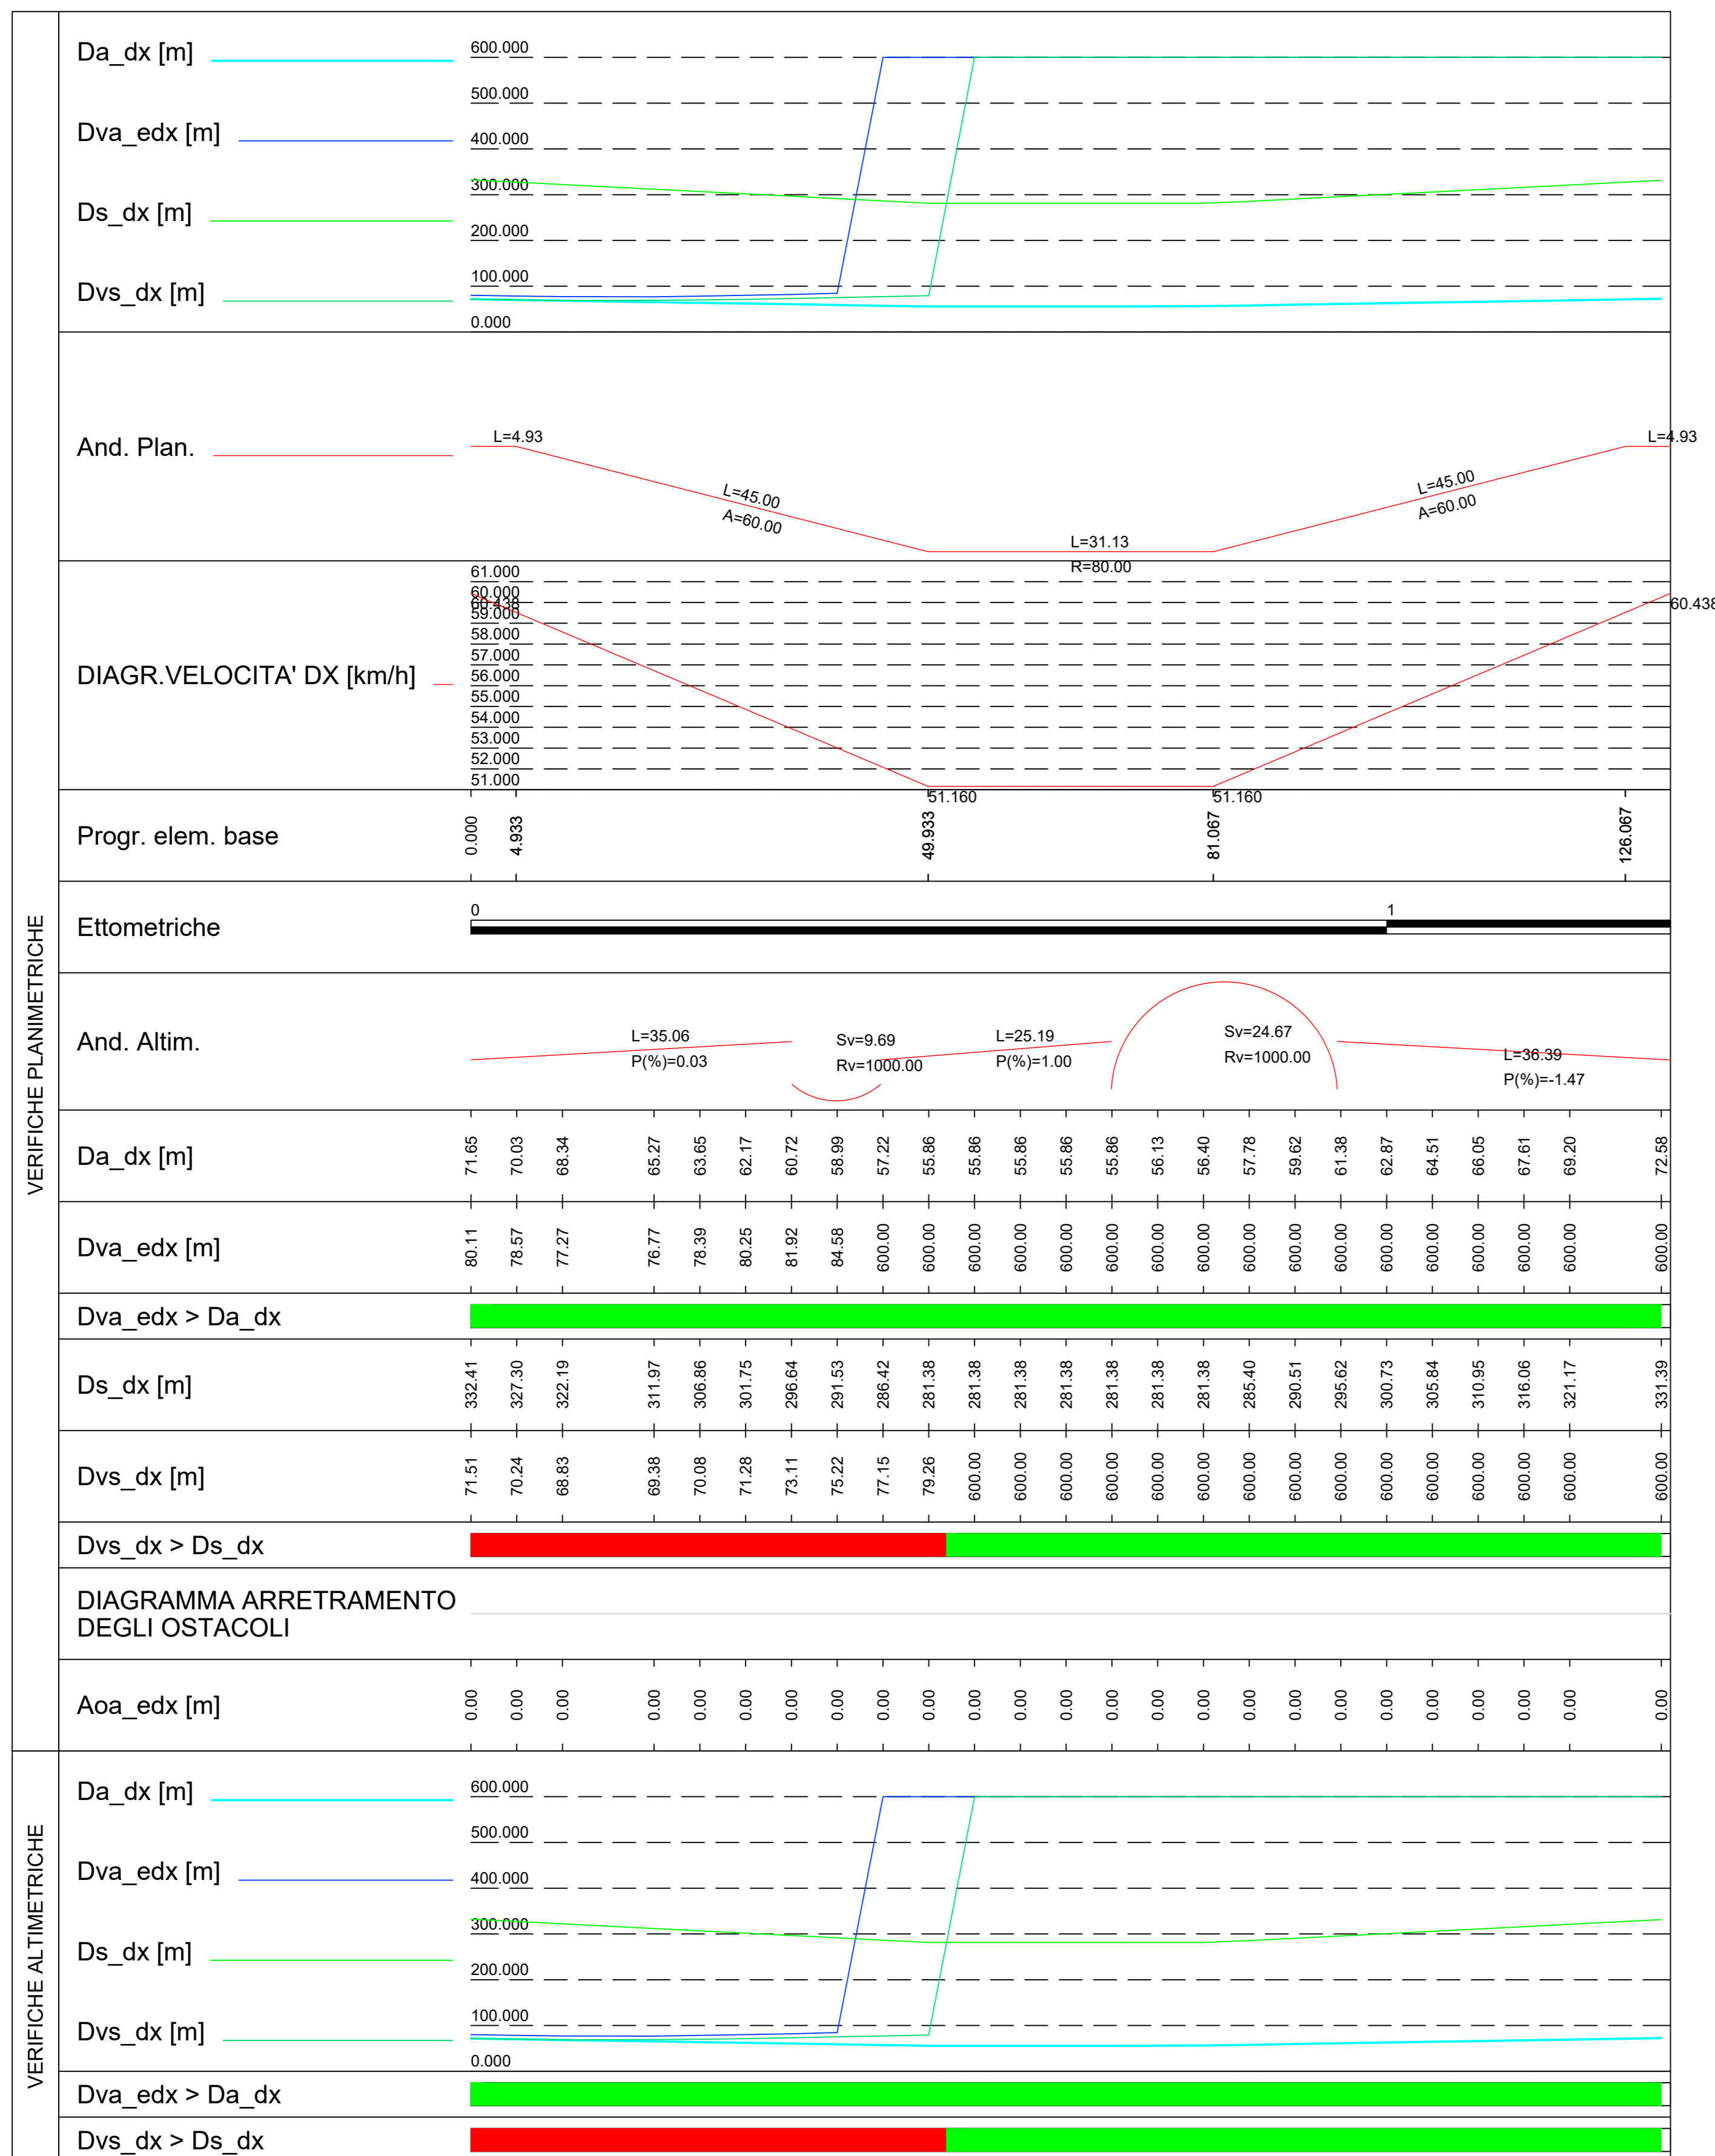 VERIFICHE PLANIMETRICHE
Da_dx [m]
Dva_edx [m]
Ds_dx [m]
Dvs_dx [m]
600.000
500.000
400.000
300.000
200.000
100.000
0.000
And. Plan.
L=4.93
L=45.00
A=60.00
L=31.13
R=80.00
L=45.00
A=60.00
L=4.93
DIAGR.VELOCITA' DX [km/h]
61.000
60.000
60.438
59.000
58.000
57.000
56.000
55.000
54.000
53.000
52.000
51.000
51.160
51.160
60.438
Progr. elem. base
0.000 4.933 49.933 81.067 126.067
Ettometriche
0 1
And. Altim.
L=35.06
P(%)=0.03
Sv=9.69
Rv=1000.00
L=25.19
P(%)=1.00
Sv=24.67
Rv=1000.00
L=36.39
P(%)=-1.47
Da_dx [m]
71.65 70.03 68.34 65.27 63.65 62.17 60.72 58.99 57.22 55.86 55.86 55.86 55.86 55.86 56.13 56.40 57.78 59.62 61.38 62.87 64.51 66.05 67.61 69.20 72.58
Dva_edx [m]
80.11 78.57 77.27 76.77 78.39 80.25 81.92 84.58 600.00 600.00 600.00 600.00 600.00 600.00 600.00 600.00 600.00 600.00 600.00 600.00 600.00 600.00 600.00 600.00 600.00
Dva_edx > Da_dx
Ds_dx [m]
332.41 327.30 322.19 311.97 306.86 301.75 296.64 291.53 286.42 281.38 281.38 281.38 281.38 281.38 281.38 281.38 285.40 290.51 295.62 300.73 305.84 310.95 316.06 321.17 331.39
Dvs_dx [m]
71.51 70.24 68.83 69.38 70.08 71.28 73.11 75.22 77.15 79.26 600.00 600.00 600.00 600.00 600.00 600.00 600.00 600.00 600.00 600.00 600.00 600.00 600.00 600.00 600.00
Dvs_dx > Ds_dx
DIAGRAMMA ARRETRAMENTO
DEGLI OSTACOLI
Aoa_edx [m]
0.00 0.00 0.00 0.00 0.00 0.00 0.00 0.00 0.00 0.00 0.00 0.00 0.00 0.00 0.00 0.00 0.00 0.00 0.00 0.00 0.00 0.00 0.00 0.00 0.00
VERIFICHE ALTIMETRICHE
Da_dx [m]
Dva_edx [m]
Ds_dx [m]
Dvs_dx [m]
600.000
500.000
400.000
300.000
200.000
100.000
0.000
Dva_edx > Da_dx
Dvs_dx > Ds_dx